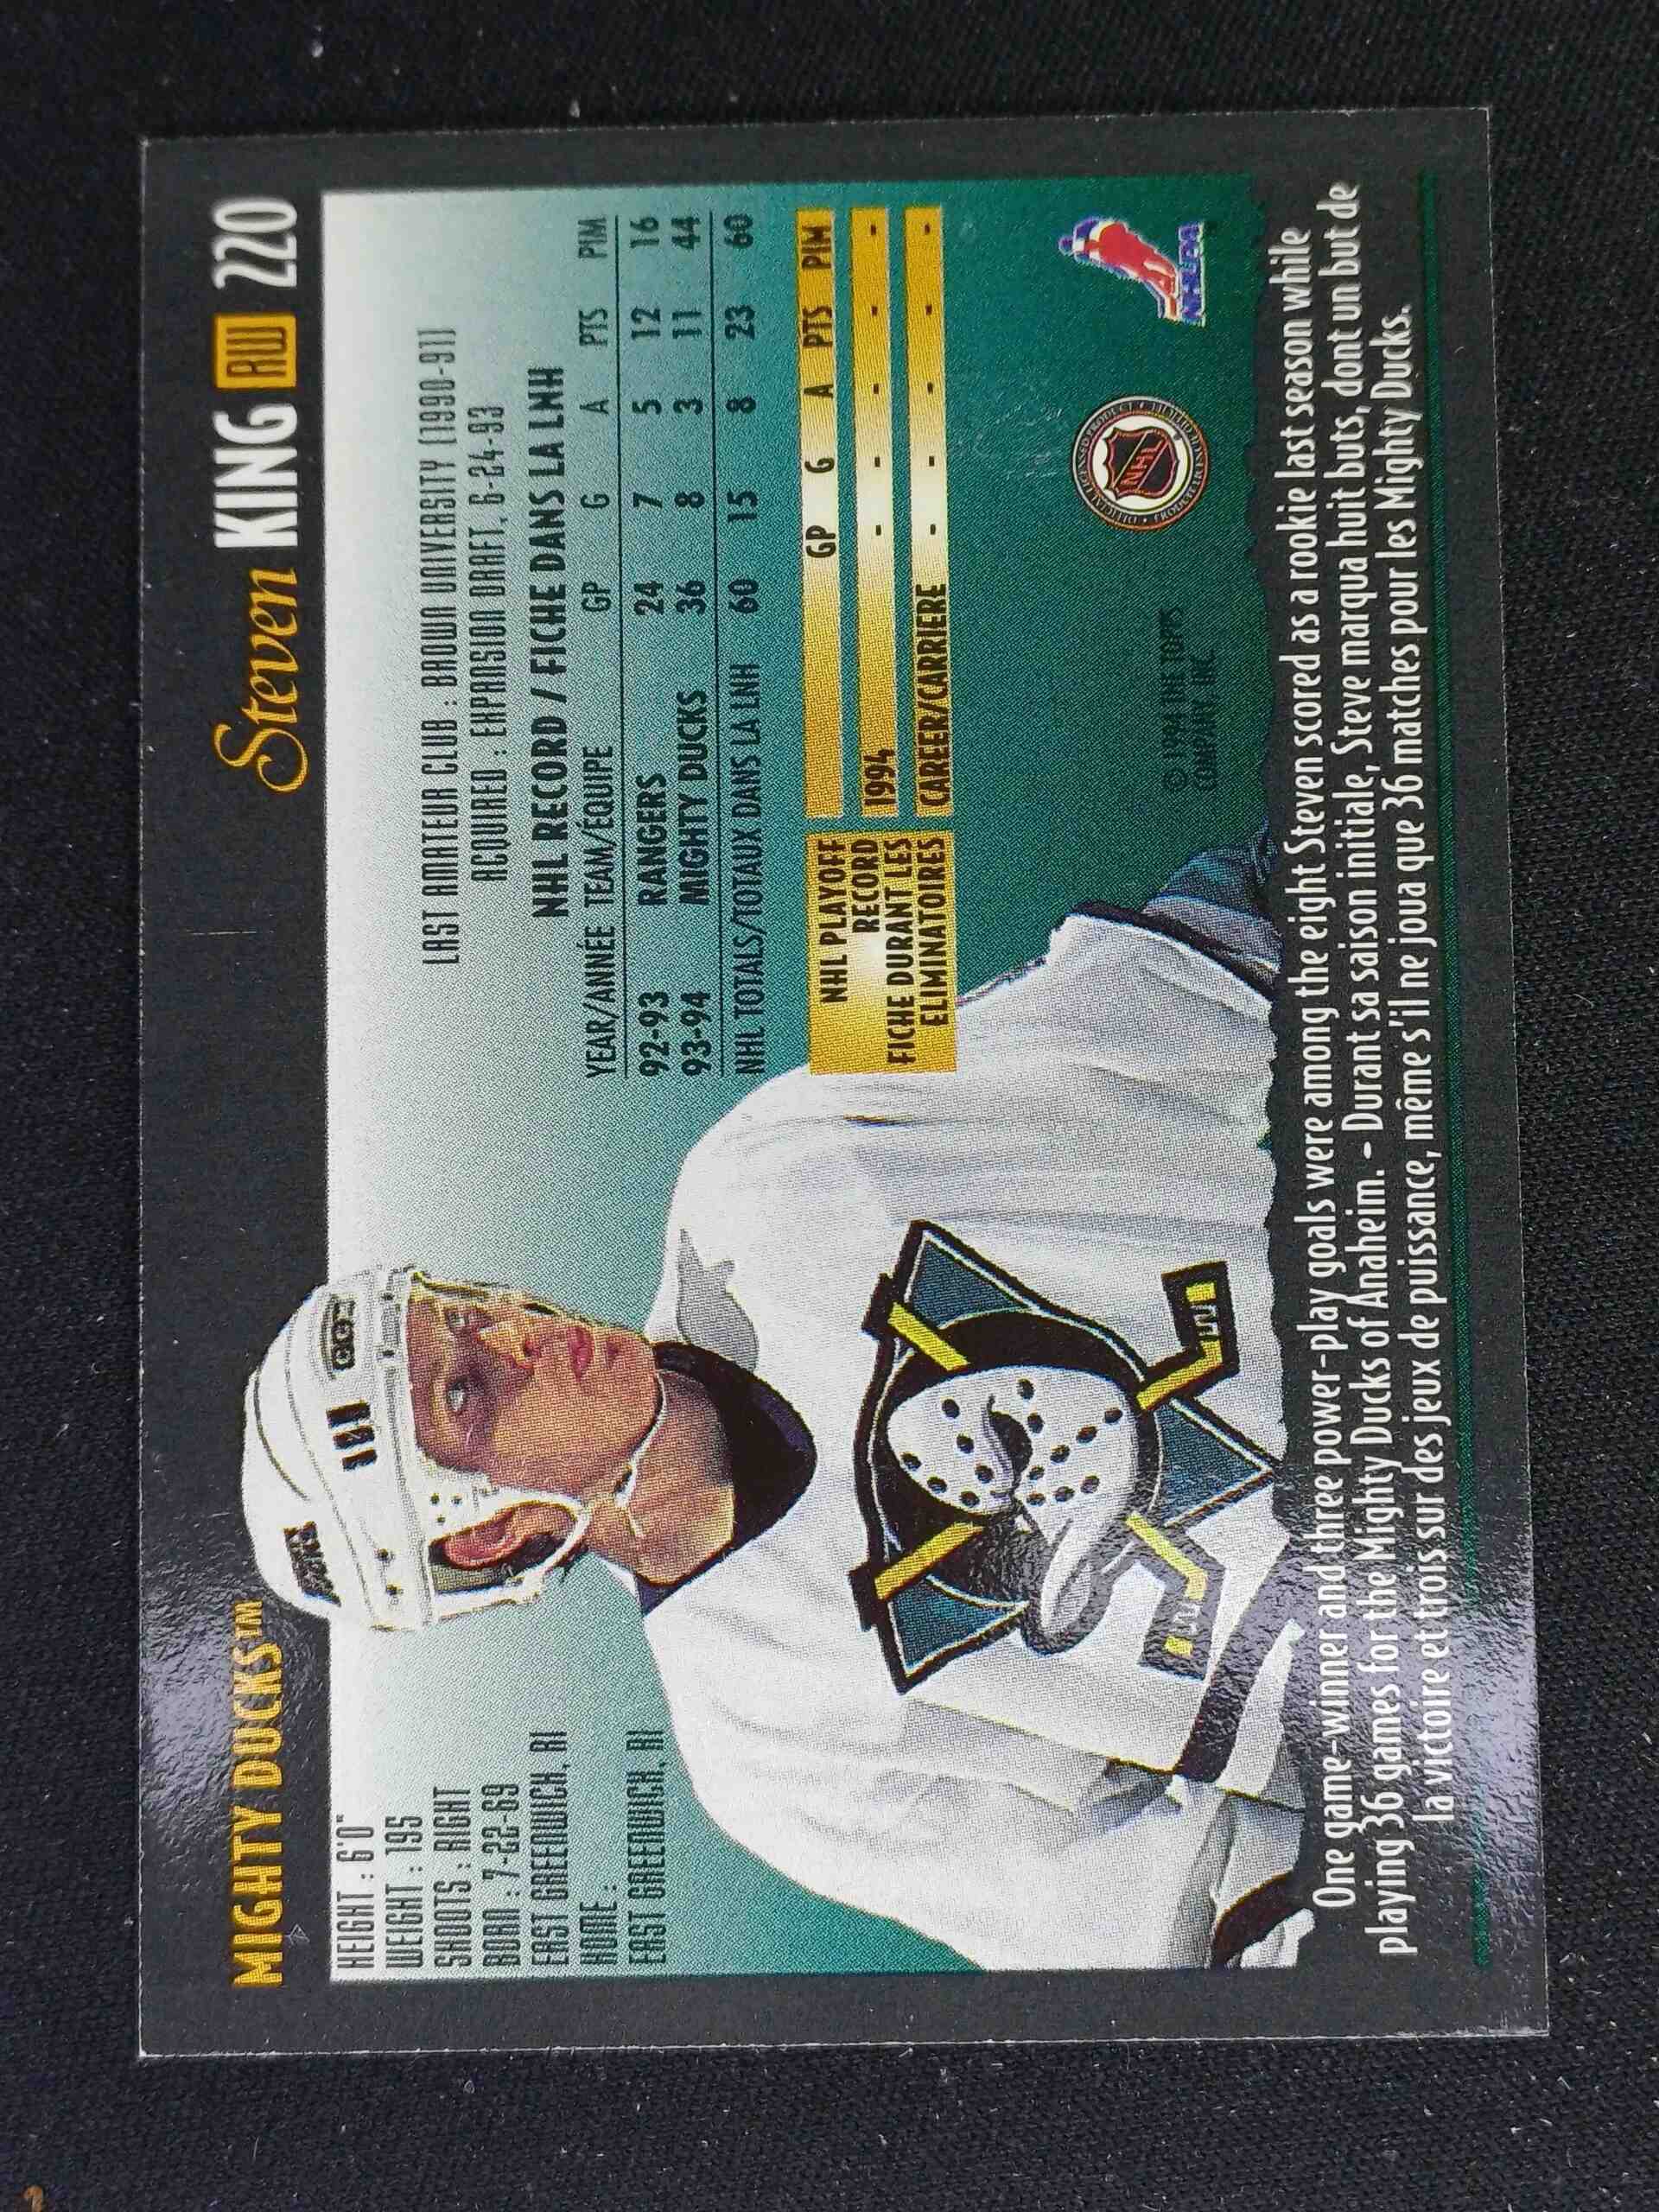 MIGHTY DUCKS™
Steven KING RW 220
HEIGHT : 6'0"
WEIGHT : 195
SHOOTS : RIGHT
BORN : 7-22-69
EAST GREENWICH, RI
HOME :
EAST GREENWICH, RI
LAST AMATEUR CLUB : BROWN UNIVERSITY (1990-91)
ACQUIRED : EXPANSION DRAFT, 6-24-93
NHL RECORD / FICHE DANS LA LNH
YEAR/ANNÉE TEAM/EQUIPE GP G A PTS PIM
92-93 RANGERS 24 7 5 12 16
93-94 MIGHTY DUCKS 36 8 3 11 44
NHL TOTALS/TOTAUX DANS LA LNH 60 15 8 23 60
NHL PLAYOFF
RECORD
FICHE DURANT LES
ELIMINATOIRES
GP G A PTS PIM
1994 - - - - -
CAREER/CARRIERE - - - - -
CCM
© 1994 THE TOPPS
COMPANY, INC.
NHL
NHLPA
One game-winner and three power-play goals were among the eight Steven scored as a rookie last season while
playing 36 games for the Mighty Ducks of Anaheim. - Durant sa saison initiale, Steve marqua huit buts, dont un but de
la victoire et trois sur des jeux de puissance, même s'il ne joua que 36 matches pour les Mighty Ducks.